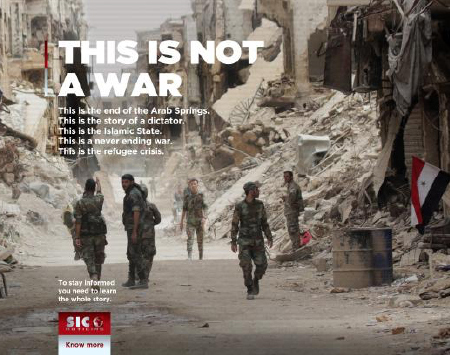 THIS IS NOT
A WAR
This is the end of the Arab Springs.
This is the story of a dictator.
This is the Islamic State.
This is a never ending war.
This is the refugee crisis.
To stay informed
you need to learn
the whole story.
SIC
NOTÍCIAS
Know more